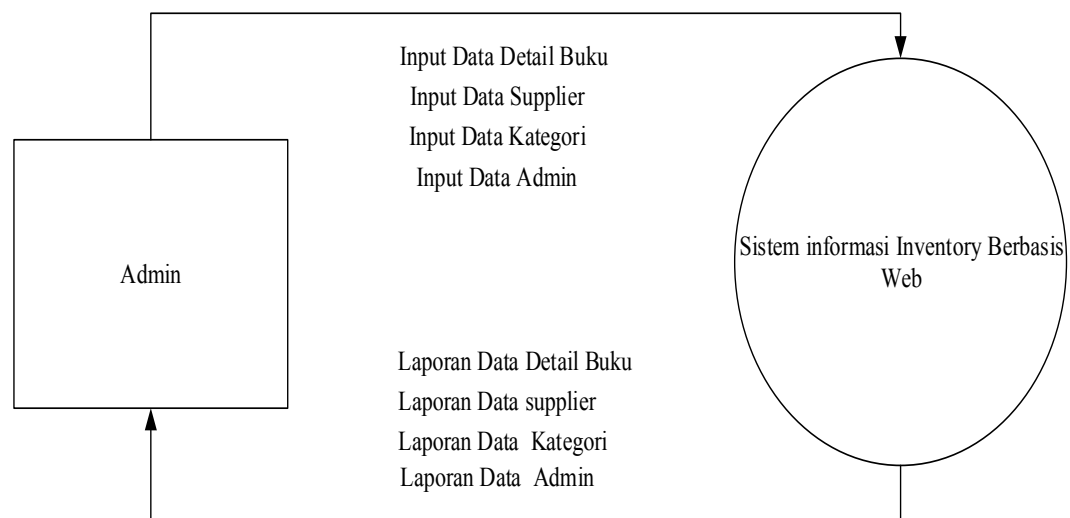 Input Data Detail Buku
Input Data Supplier
Input Data Kategori
Input Data Admin
Admin
Sistem informasi Inventory Berbasis
Web
Laporan Data Detail Buku
Laporan Data supplier
Laporan Data Kategori
Laporan Data Admin